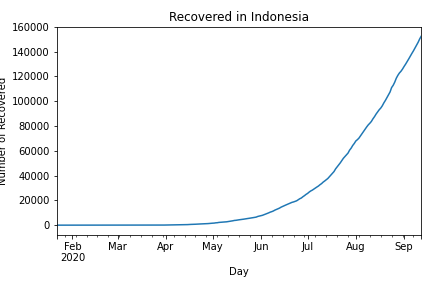 Recovered in Indonesia
160000
140000
120000
100000
80000
60000
40000
20000
0
Number of Recovered
Feb Mar Apr May Jun Jul Aug Sep
2020
Day